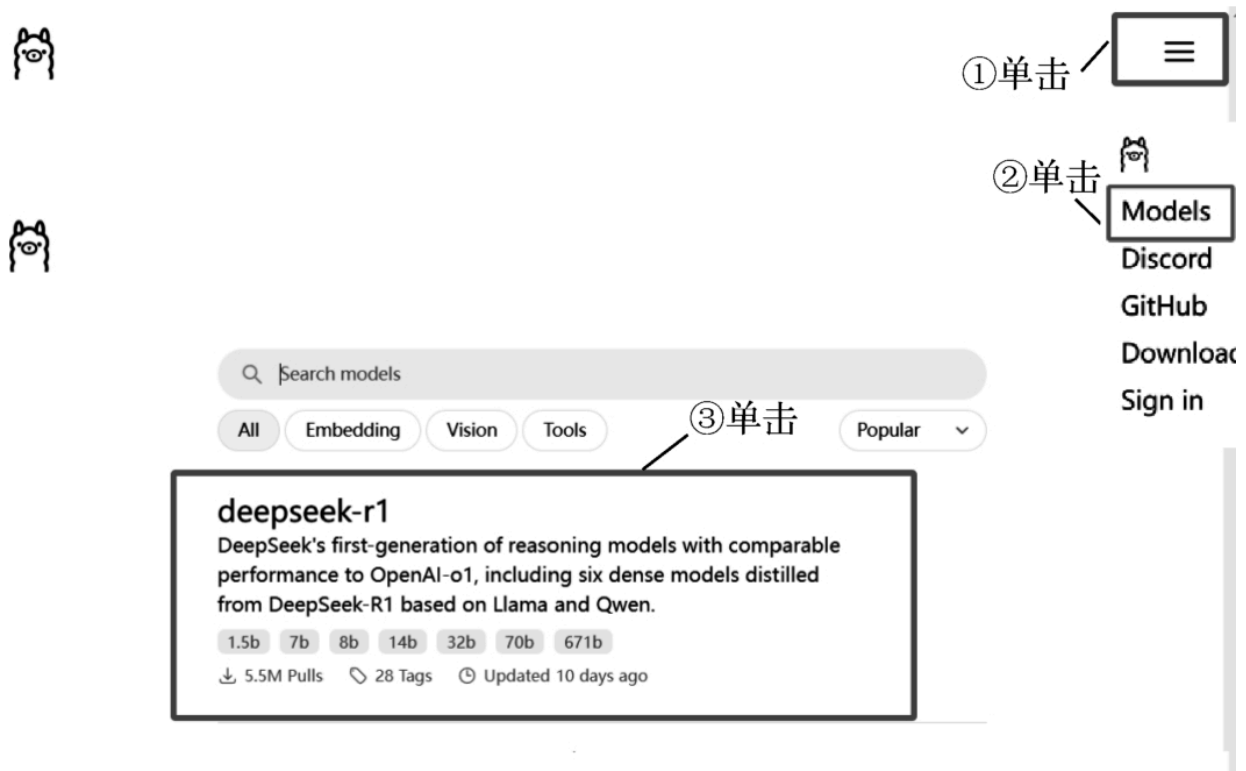 ①单击
②单击
Models
Discord
GitHub
Download
Sign in
Search models
All Embedding Vision Tools ③单击 Popular
deepseek-r1
DeepSeek's first-generation of reasoning models with comparable
performance to OpenAI-o1, including six dense models distilled
from DeepSeek-R1 based on Llama and Qwen.
1.5b 7b 8b 14b 32b 70b 671b
5.5M Pulls 28 Tags Updated 10 days ago